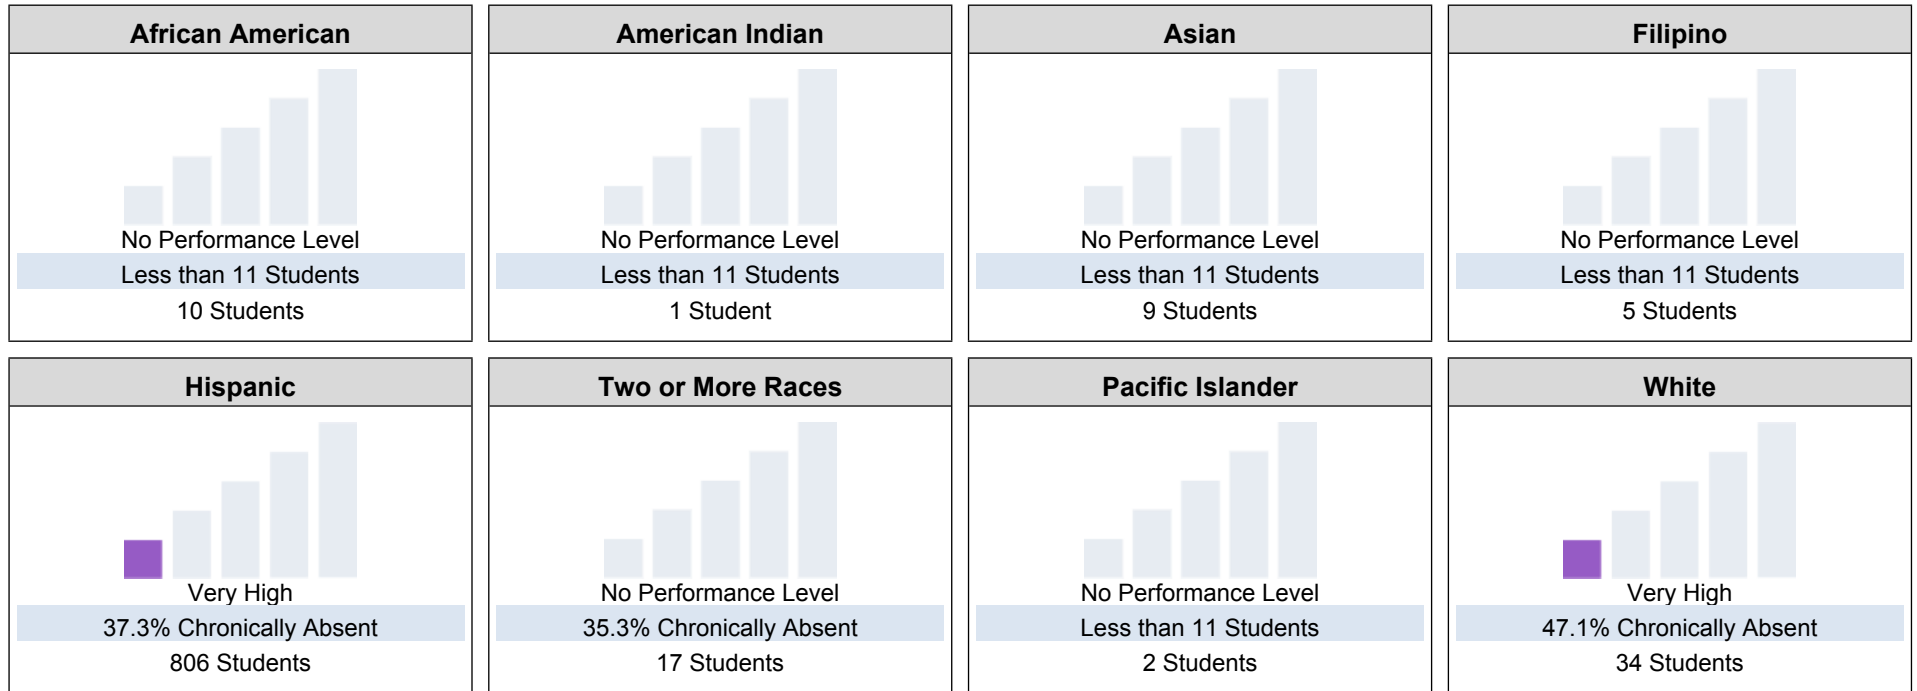 African American
No Performance Level
Less than 11 Students
10 Students
American Indian
No Performance Level
Less than 11 Students
1 Student
Asian
No Performance Level
Less than 11 Students
9 Students
Filipino
No Performance Level
Less than 11 Students
5 Students
Hispanic
Very High
37.3% Chronically Absent
806 Students
Two or More Races
No Performance Level
35.3% Chronically Absent
17 Students
Pacific Islander
No Performance Level
Less than 11 Students
2 Students
White
Very High
47.1% Chronically Absent
34 Students